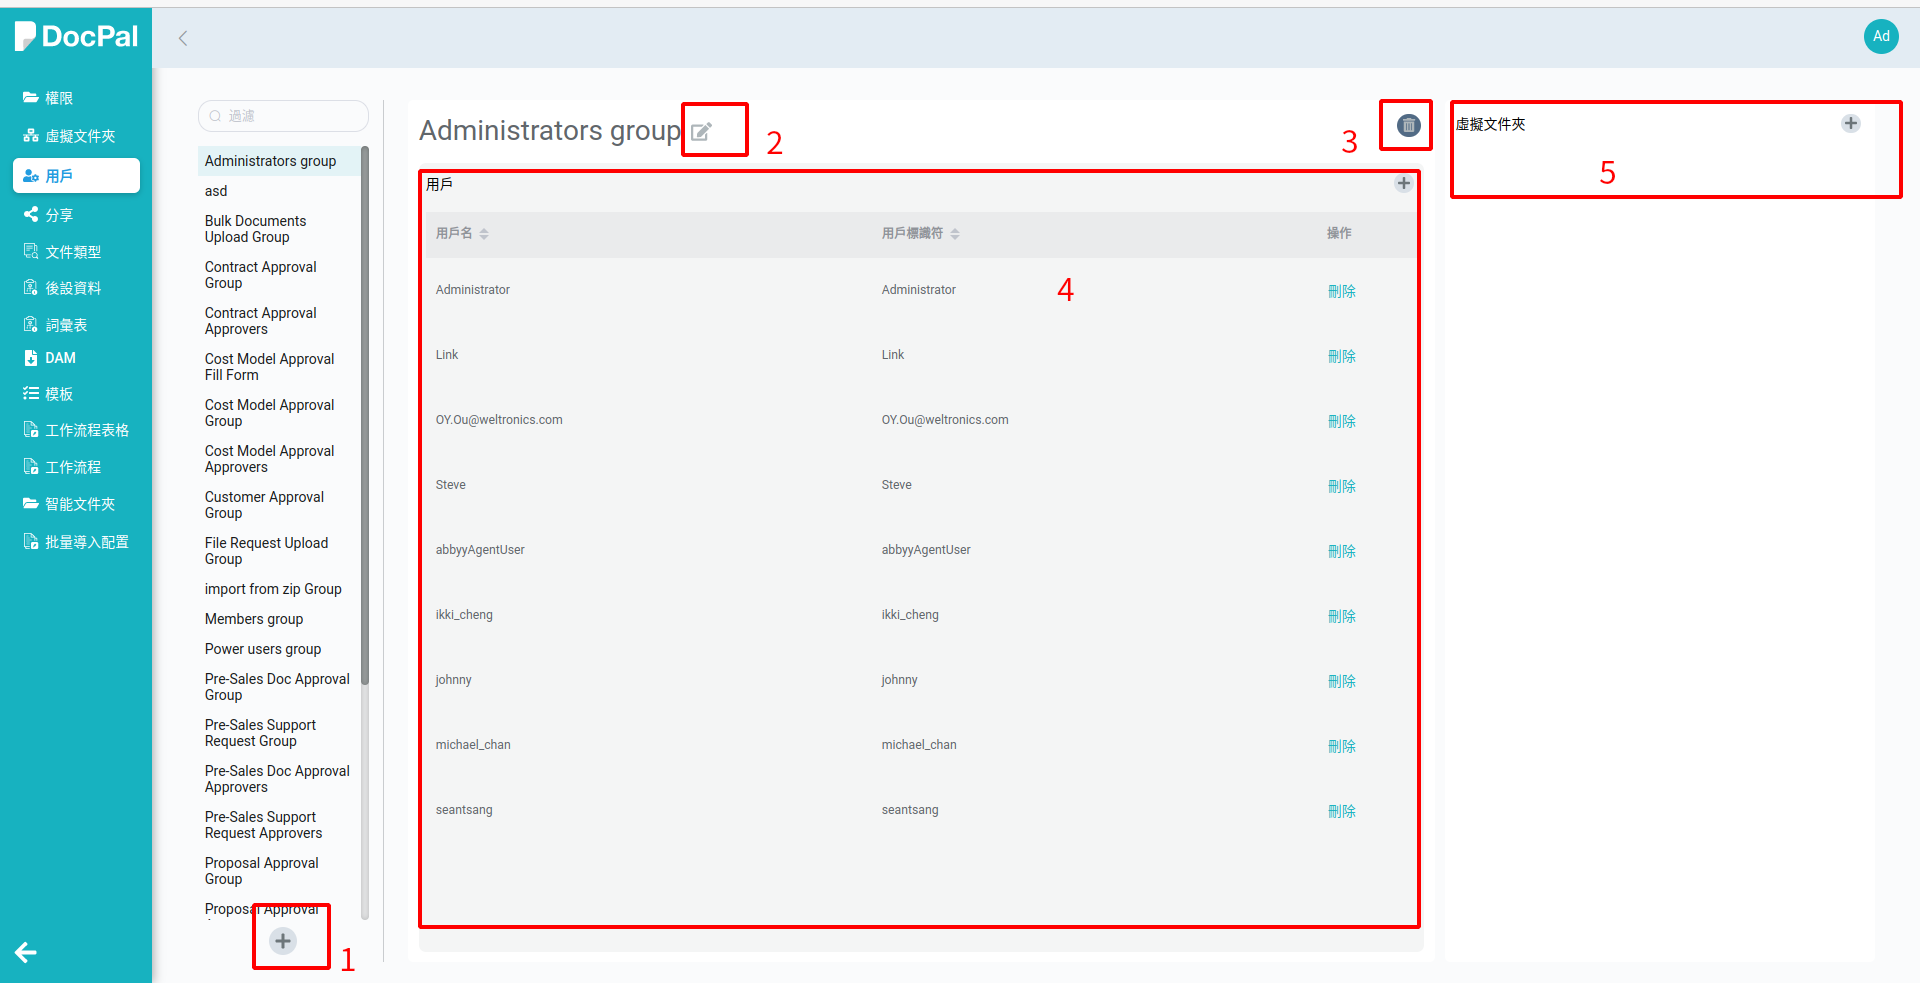 DocPal
Ad
權限
虛擬文件夾
用戶
分享
文件類型
後設資料
詞彙表
DAM
模板
工作流程表格
工作流程
智能文件夾
批量導入配置
過濾
Administrators group
asd
Bulk Documents
Upload Group
Contract Approval
Group
Contract Approval
Approvers
Cost Model Approval
Fill Form
Cost Model Approval
Group
Cost Model Approval
Approvers
Customer Approval
Group
File Request Upload
Group
import from zip Group
Members group
Power users group
Pre-Sales Doc Approval
Group
Pre-Sales Support
Request Group
Pre-Sales Doc Approval
Approvers
Pre-Sales Support
Request Approvers
Proposal Approval
Group
Proposal Approval
1
Administrators group
2
3
用戶
用戶名 用戶標識符 操作
4
Administrator Administrator 刪除
Link Link 刪除
OY.Ou@weltronics.com OY.Ou@weltronics.com 刪除
Steve Steve 刪除
abbyyAgentUser abbyyAgentUser 刪除
ikki_cheng ikki_cheng 刪除
johnny johnny 刪除
michael_chan michael_chan 刪除
seantsang seantsang 刪除
虛擬文件夾
5